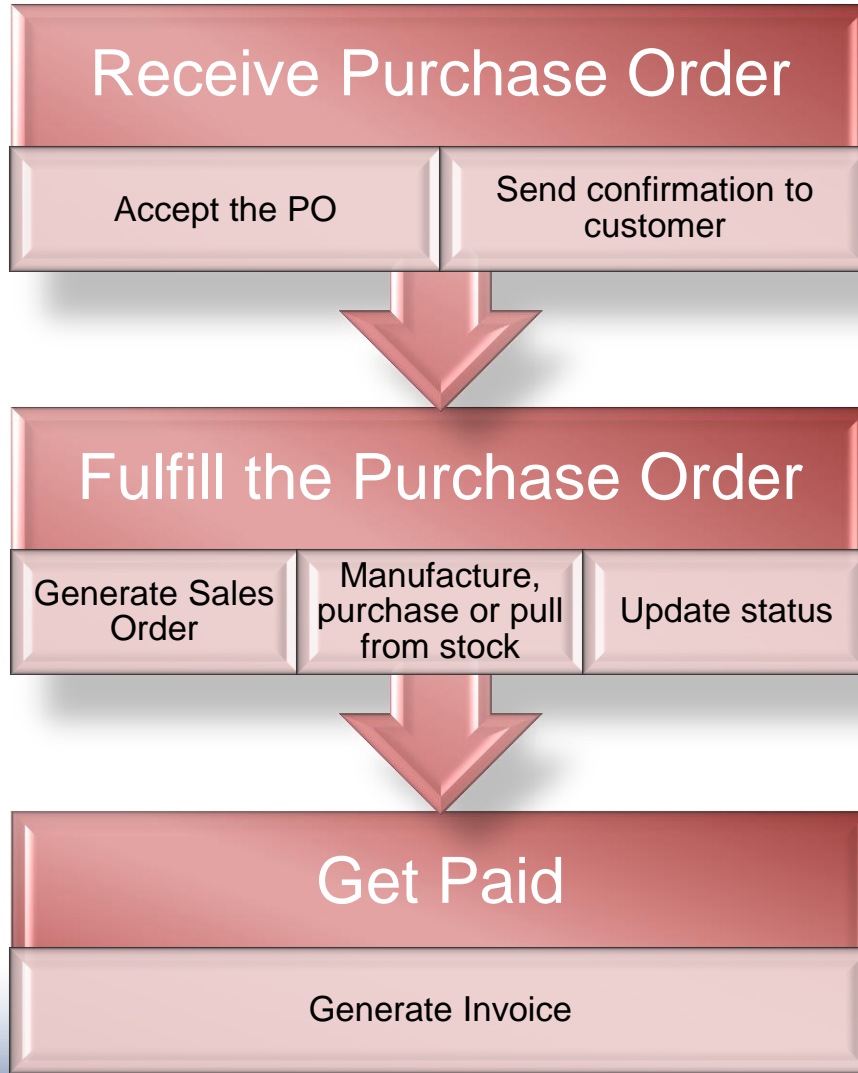 Receive Purchase Order
Accept the PO
Send confirmation to
customer
Fulfill the Purchase Order
Generate Sales
Order
Manufacture,
purchase or pull
from stock
Update status
Get Paid
Generate Invoice